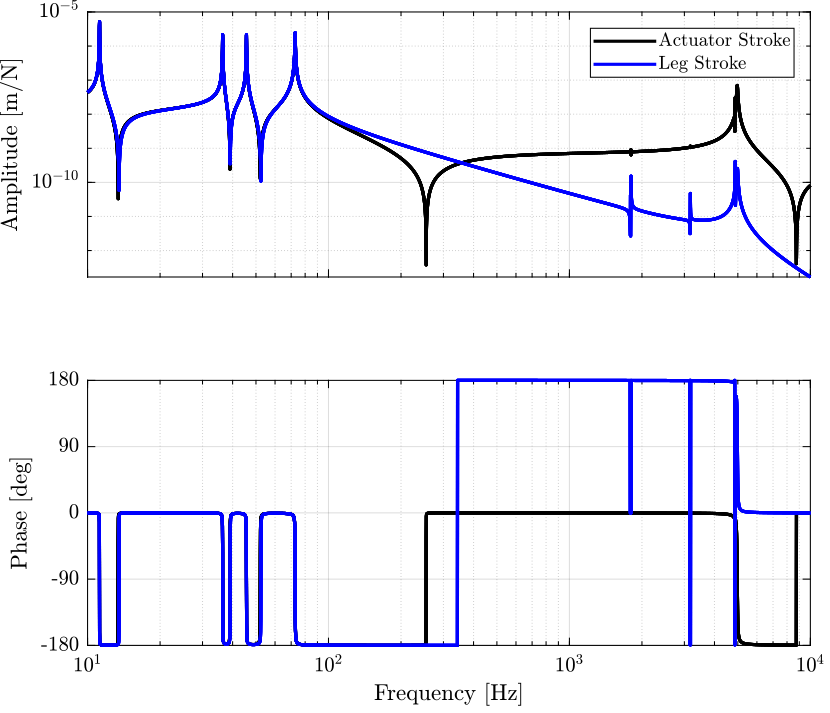 10^-5
10^-10
Amplitude [m/N]
Actuator Stroke
Leg Stroke
180
90
0
-90
-180
Phase [deg]
10^1
10^2
10^3
10^4
Frequency [Hz]